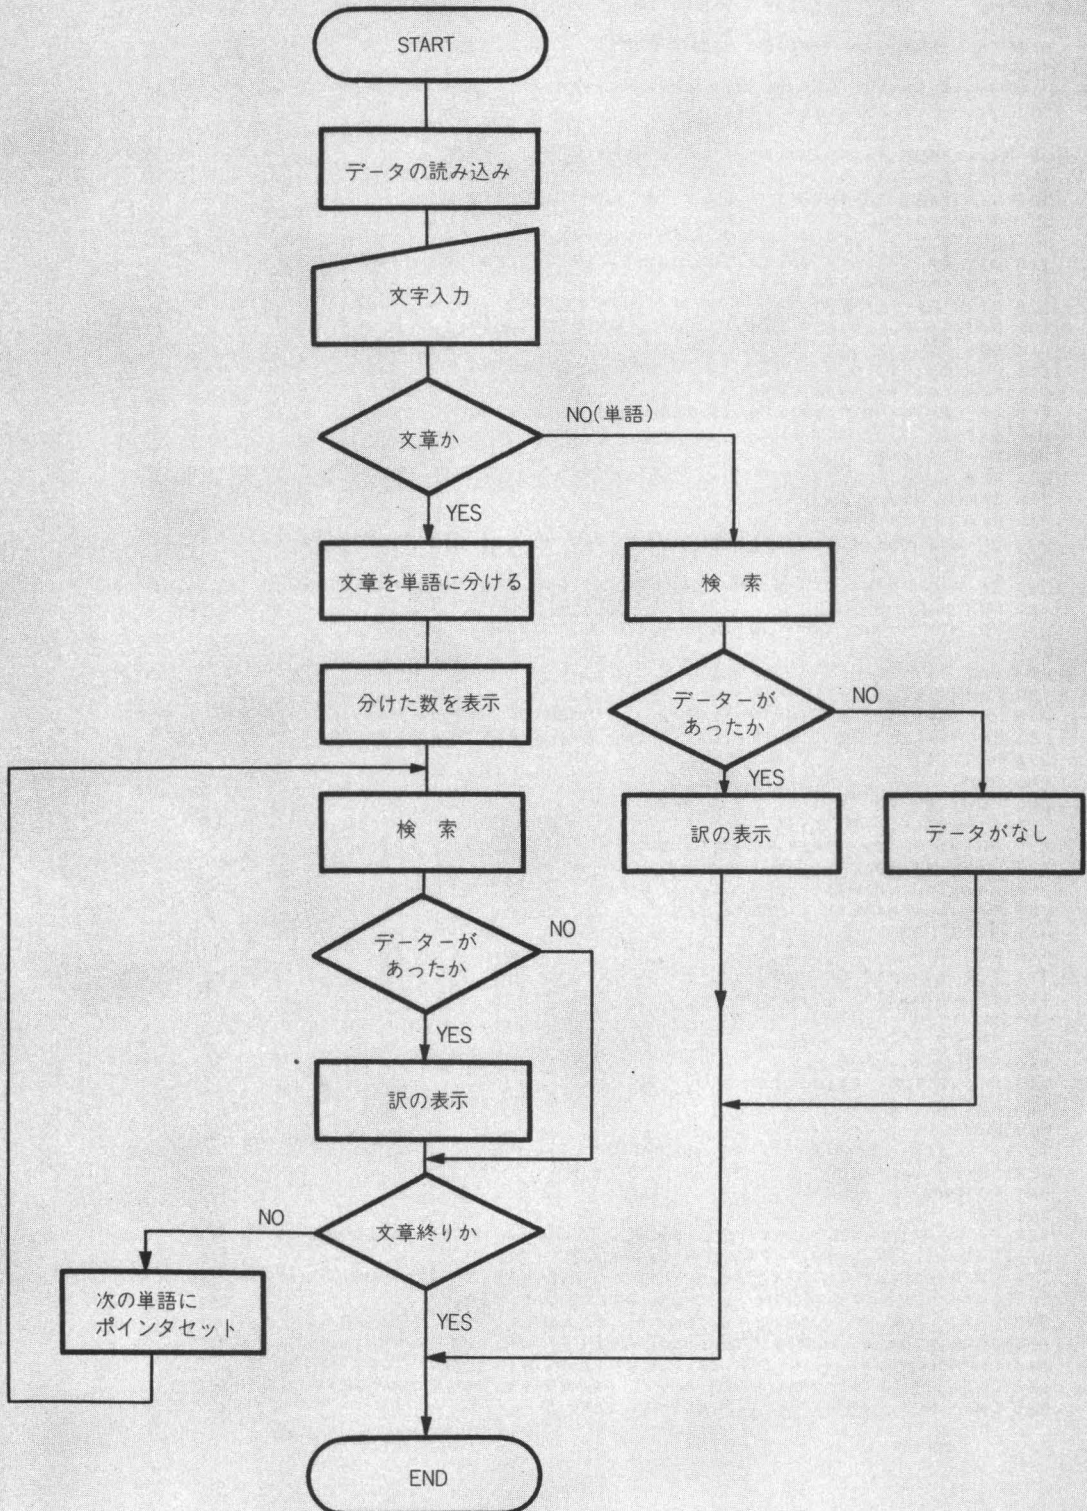 START
データの読み込み
文字入力
文章か
NO(単語)
YES
文章を単語に分ける
検 索
分けた数を表示
データーが
あったか
NO
YES
検 索
訳の表示
データがなし
データーが
あったか
NO
YES
訳の表示
文章終りか
NO
次の単語に
ポインタセット
YES
END